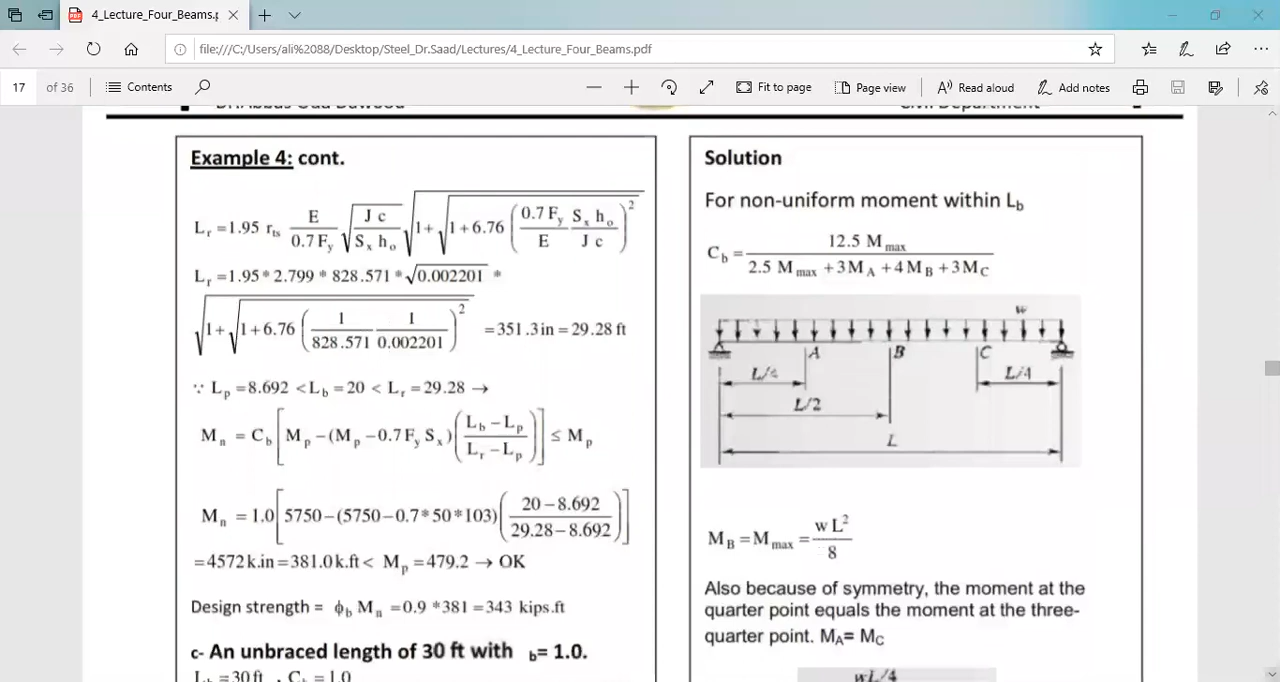 4_Lecture_Four_Beams.p
file:///C:/Users/ali%2088/Desktop/Steel_Dr.Saad/Lectures/4_Lecture_Four_Beams.pdf
17 of 36 Contents Fit to page Page view Read aloud Add notes
Example 4: cont.
L_r = 1.95 r_ts E/(0.7 F_y) √(J c/(S_x h_o)) √(1+√(1+6.76 (0.7 F_y/E S_x h_o/(J c))^2))
L_r = 1.95 * 2.799 * 828.571 * √0.002201 *
√(1+√(1+6.76 (1/828.571 1/0.002201)^2)) = 351.3 in = 29.28 ft
∵ L_p = 8.692 < L_b = 20 < L_r = 29.28 →
M_n = C_b [M_p − (M_p − 0.7 F_y S_x) ((L_b − L_p)/(L_r − L_p))] ≤ M_p
M_n = 1.0 [5750 − (5750 − 0.7 * 50 * 103) ((20 − 8.692)/(29.28 − 8.692))]
= 4572 k.in = 381.0 k.ft < M_p = 479.2 → OK
Design strength = ϕ_b M_n = 0.9 * 381 = 343 kips.ft
c- An unbraced length of 30 ft with b= 1.0.
L_b = 30 ft , C_b = 1.0
Solution
For non-uniform moment within L_b
C_b = 12.5 M_max/(2.5 M_max + 3 M_A + 4 M_B + 3 M_C)
w
A B C
L/4 L/4
L/2
L
M_B = M_max = w L^2/8
Also because of symmetry, the moment at the
quarter point equals the moment at the three-
quarter point. M_A= M_C
wL/4